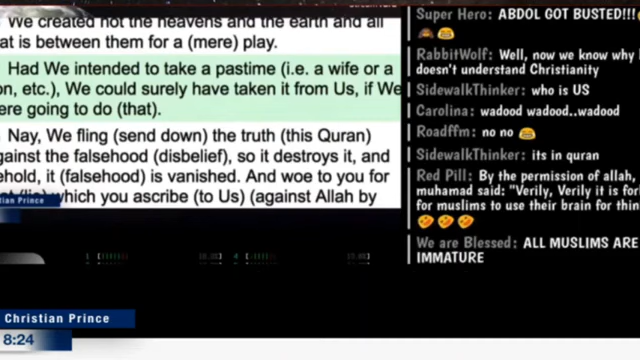 We created not the heavens and the earth and all
at is between them for a (mere) play.
Had We intended to take a pastime (i.e. a wife or a
on, etc.), We could surely have taken it from Us, if We
ere going to do (that).
Nay, We fling (send down) the truth (this Quran)
gainst the falsehood (disbelief), so it destroys it, and
ehold, it (falsehood) is vanished. And woe to you for
which you ascribe (to Us) (against Allah by
tian Prince
Super Hero: ABDOL GOT BUSTED!!!
RabbitWolf: Well, now we know why
doesn't understand Christianity
SidewalkThinker: who is US
Carolina: wadood wadood..wadood
Roadffm: no no
SidewalkThinker: its in quran
Red Pill: By the permission of allah,
muhamad said: "Verily, Verily it is for
for muslims to use their brain for thin
We are Blessed: ALL MUSLIMS ARE
IMMATURE
Christian Prince
8:24